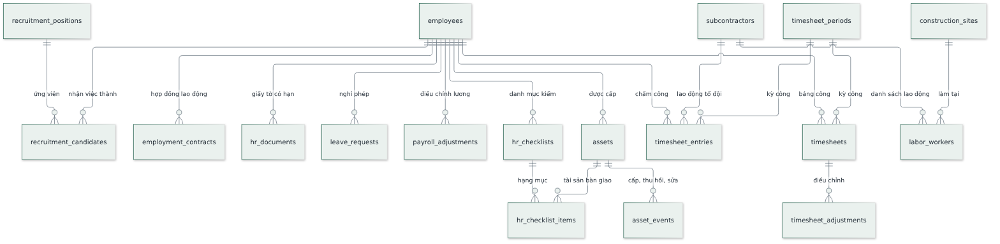 recruitment_positions
employees
subcontractors
timesheet_periods
construction_sites
ứng viên
nhận việc thành
hợp đồng lao động
giấy tờ có hạn
nghỉ phép
điều chỉnh lương
danh mục kiểm
được cấp
chấm công
lao động tổ đội
kỳ công
bảng công
kỳ công
danh sách lao động
làm tại
recruitment_candidates
employment_contracts
hr_documents
leave_requests
payroll_adjustments
hr_checklists
assets
timesheet_entries
timesheets
labor_workers
hạng mục
tài sản bàn giao
cấp, thu hồi, sửa
điều chỉnh
hr_checklist_items
asset_events
timesheet_adjustments